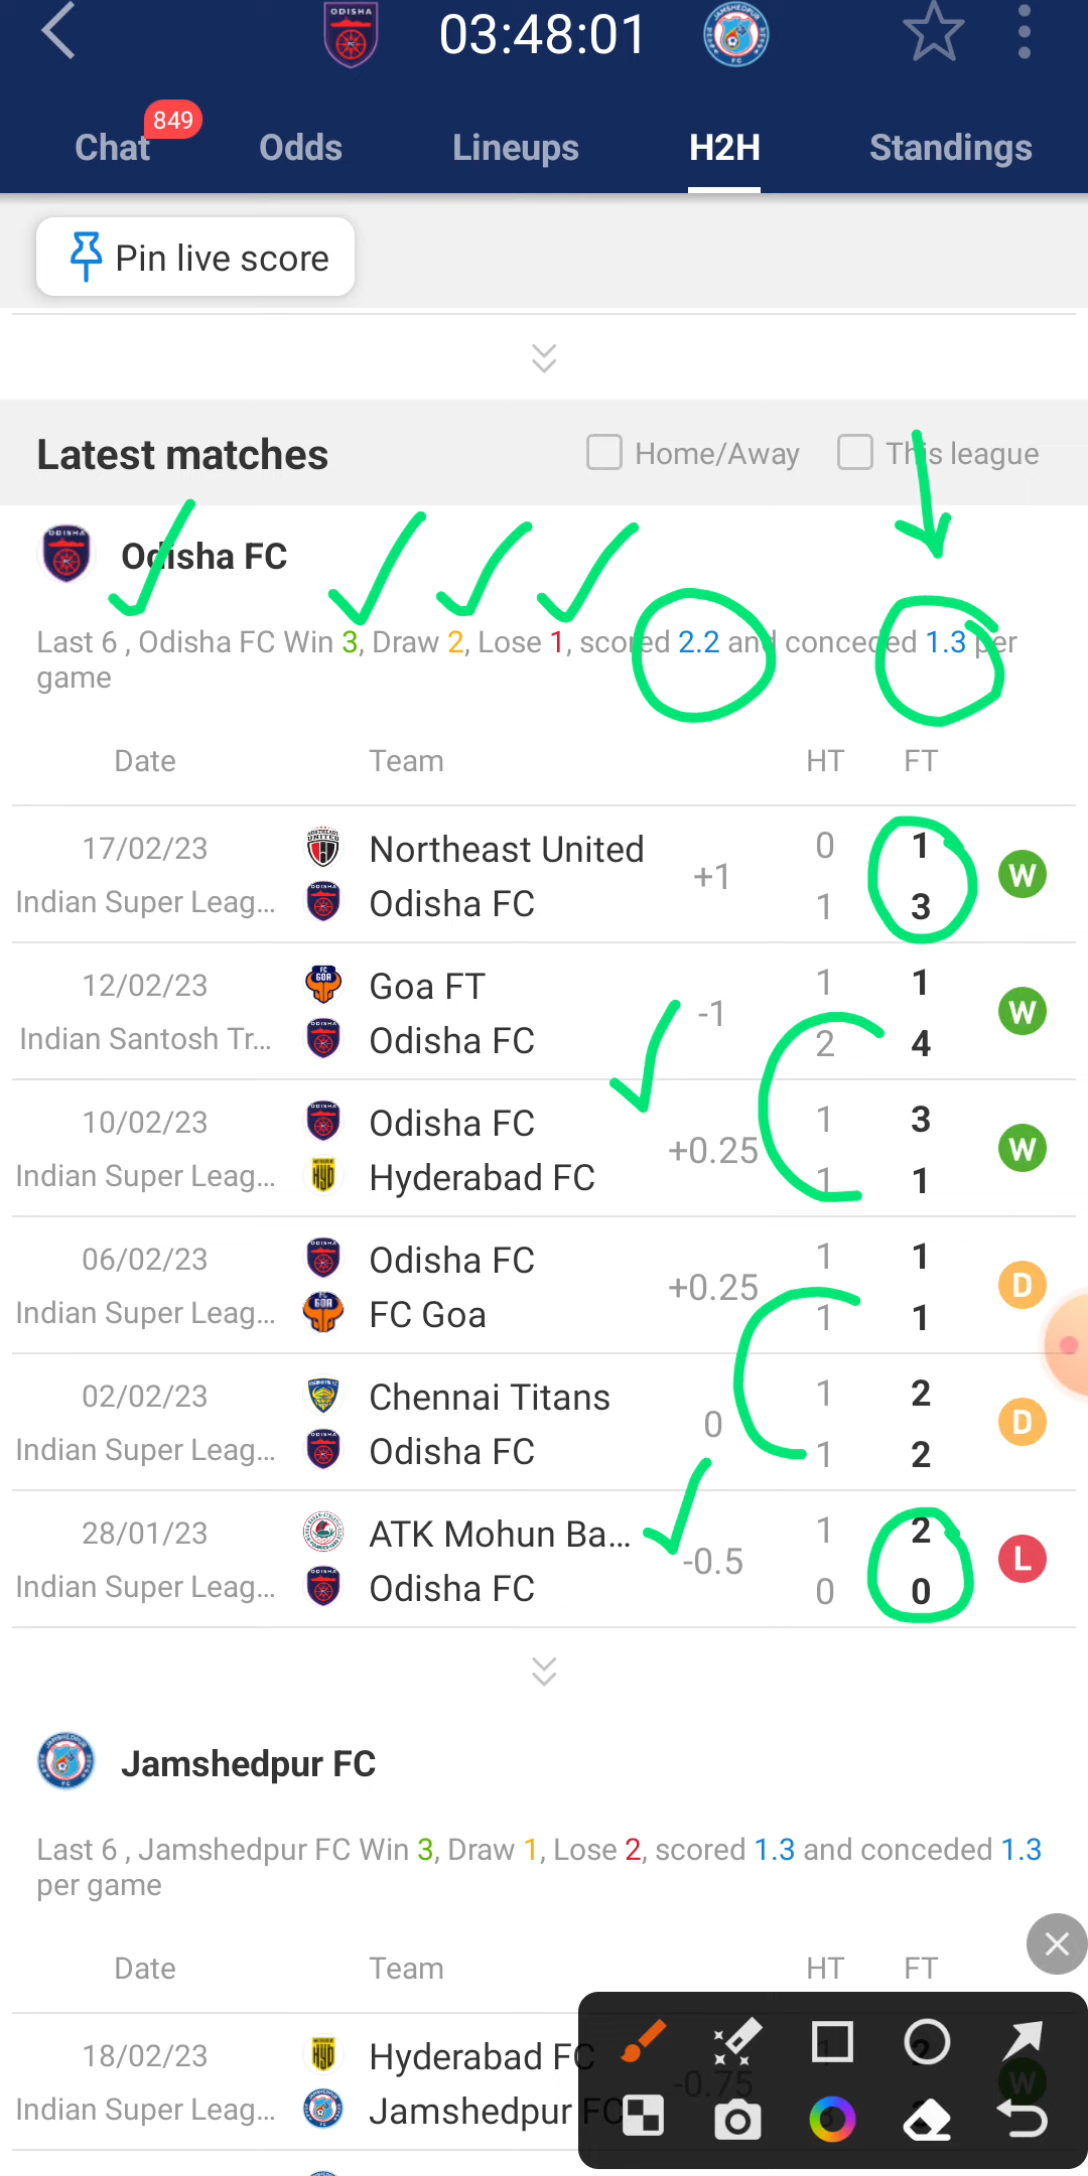 03:48:01
Chat 849 Odds Lineups H2H Standings
Pin live score
Latest matches Home/Away This league
Odisha FC
Last 6 , Odisha FC Win 3, Draw 2, Lose 1, scored 2.2 and conceded 1.3 per
game
Date Team HT FT
17/02/23 Northeast United 0 1
+1 W
Indian Super Leag... Odisha FC 1 3
12/02/23 Goa FT 1 1
-1 W
Indian Santosh Tr... Odisha FC 2 4
10/02/23 Odisha FC 1 3
+0.25 W
Indian Super Leag... Hyderabad FC 1 1
06/02/23 Odisha FC 1 1
+0.25 D
Indian Super Leag... FC Goa 1 1
02/02/23 Chennai Titans 1 2
0 D
Indian Super Leag... Odisha FC 1 2
28/01/23 ATK Mohun Ba... 1 2
-0.5 L
Indian Super Leag... Odisha FC 0 0
Jamshedpur FC
Last 6 , Jamshedpur FC Win 3, Draw 1, Lose 2, scored 1.3 and conceded 1.3
per game
Date Team HT FT
18/02/23 Hyderabad FC 1 2
-0.75 W
Indian Super Leag... Jamshedpur FC